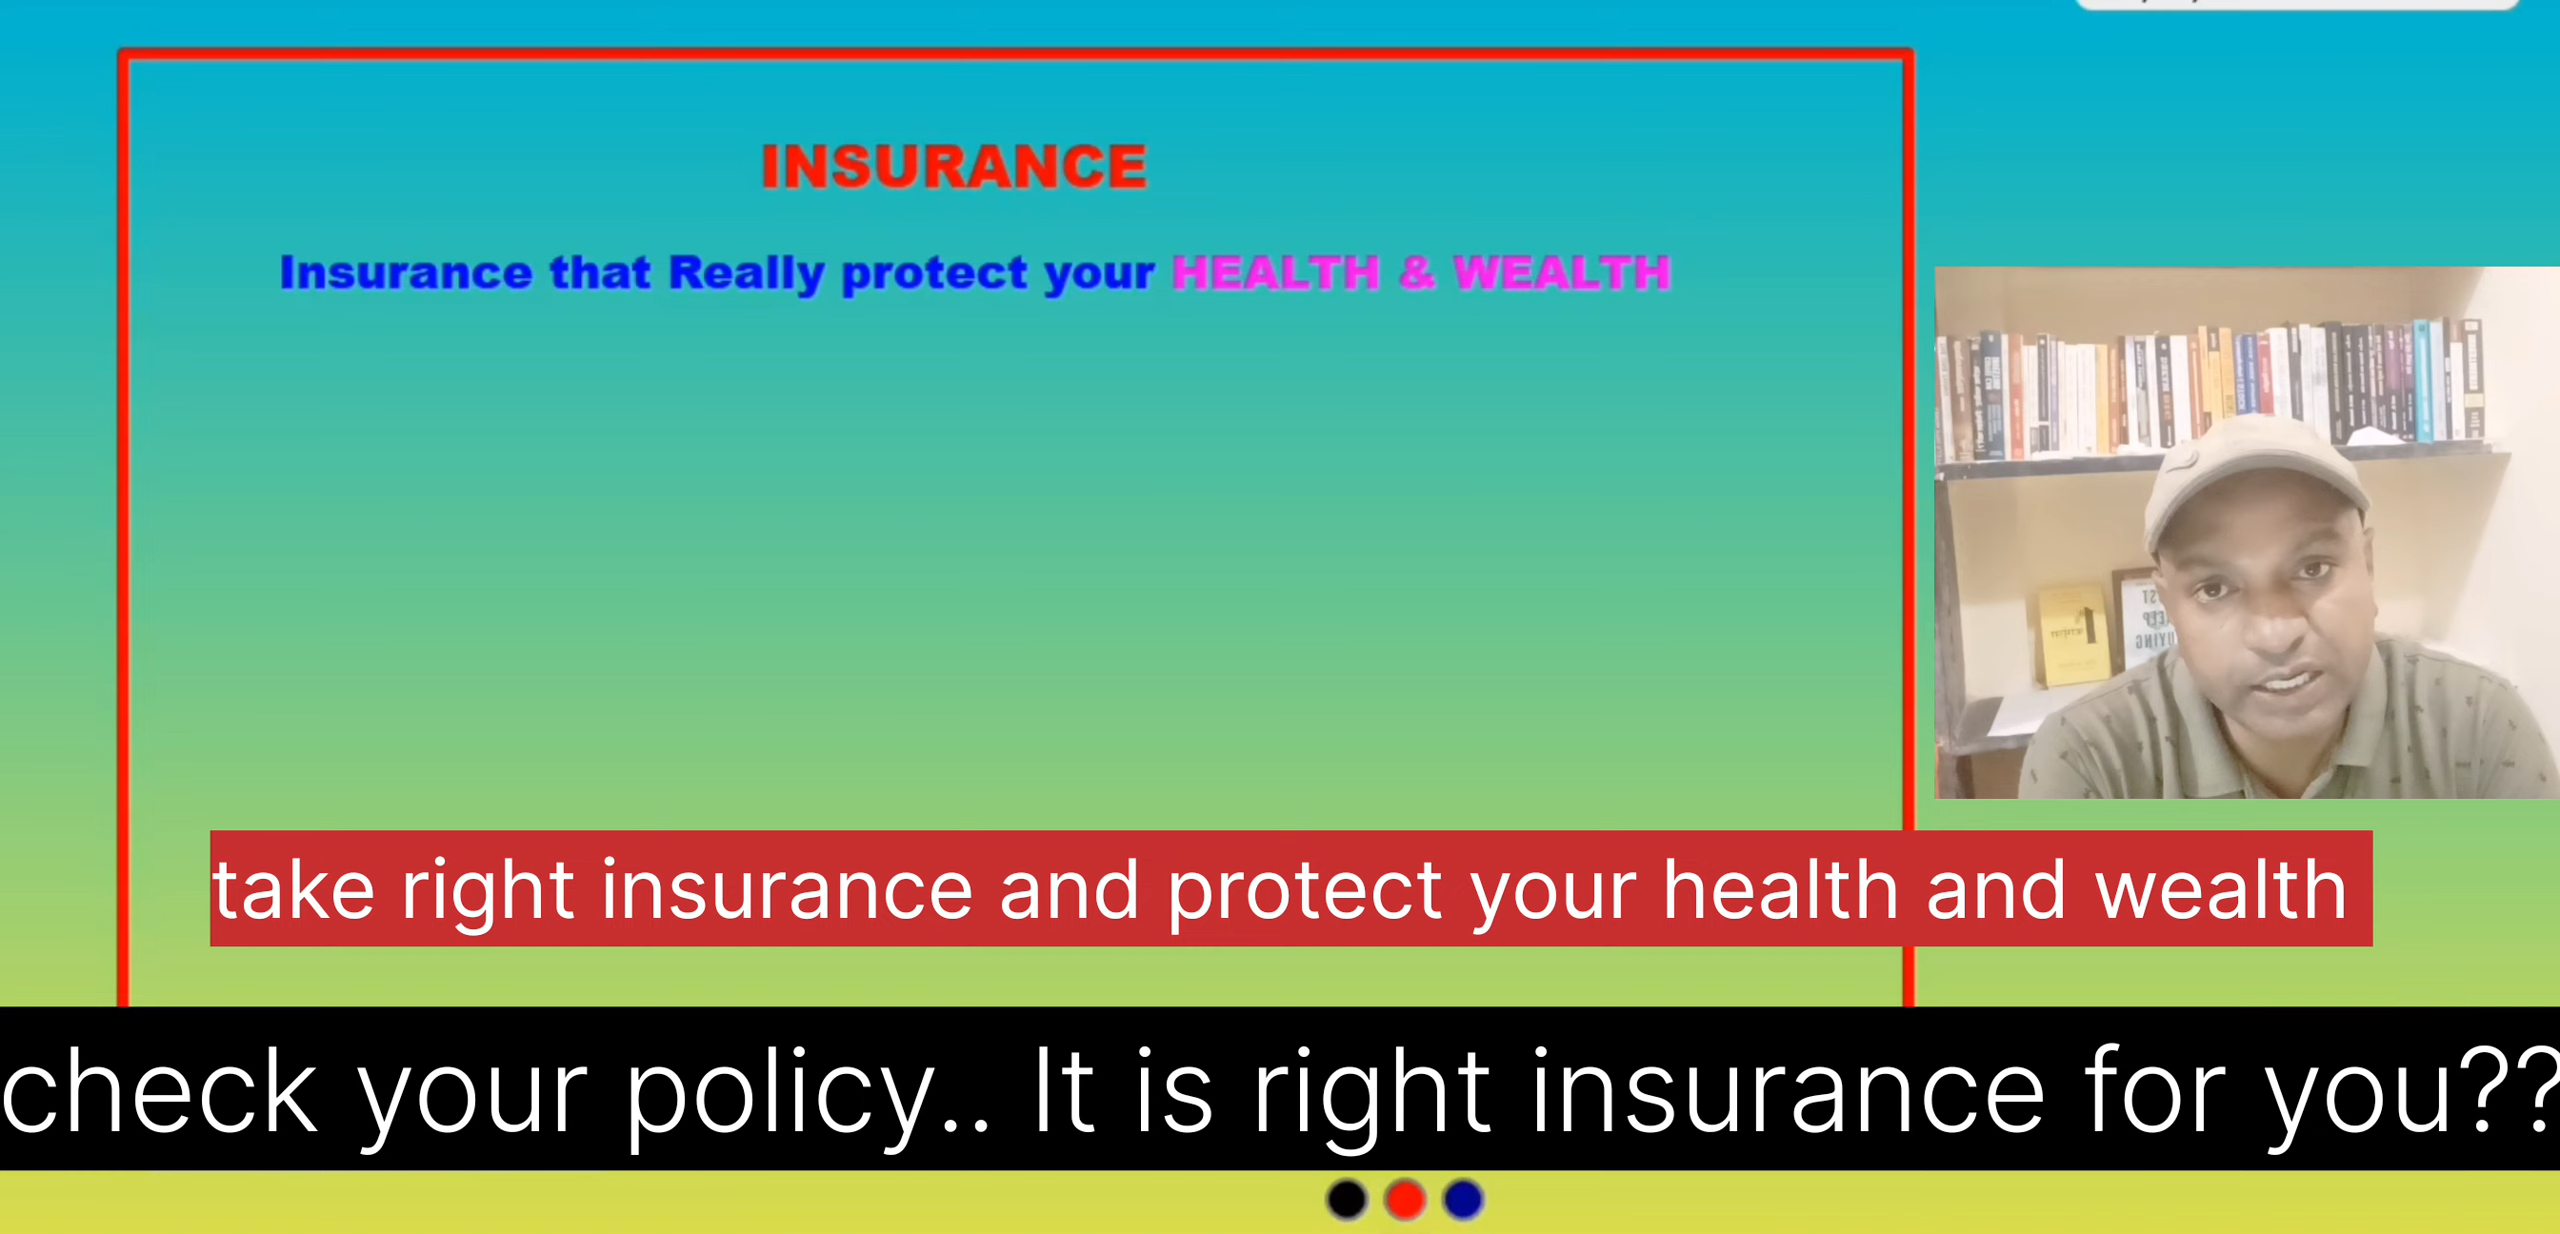 INSURANCE
Insurance that Really protect your HEALTH & WEALTH
take right insurance and protect your health and wealth
check your policy.. It is right insurance for you??